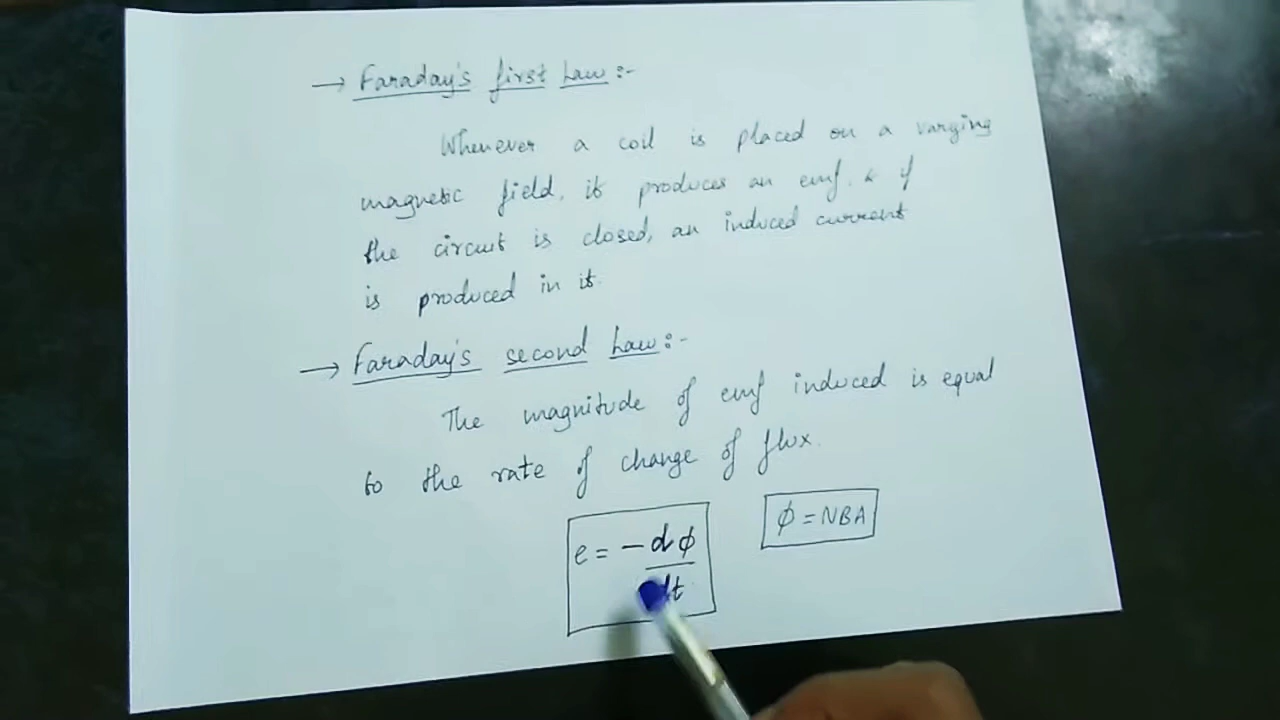 → Faraday's first Law :-
Whenever a coil is placed on a varying
magnetic field, it produces an emf. & if
the circuit is closed, an induced current
is produced in it.
→ Faraday's second Law :-
The magnitude of emf induced is equal
to the rate of change of flux.
e = -dϕ/dt
ϕ = NBA